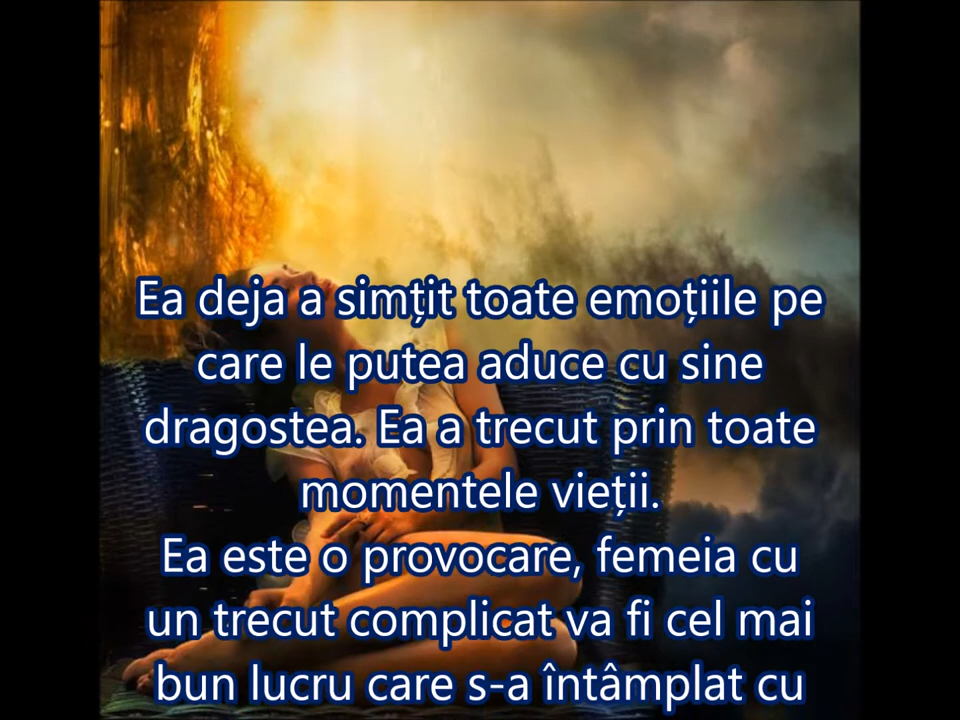 Ea deja a simțit toate emoțiile pe
care le putea aduce cu sine
dragostea. Ea a trecut prin toate
momentele vieții.
Ea este o provocare, femeia cu
un trecut complicat va fi cel mai
bun lucru care s-a întâmplat cu